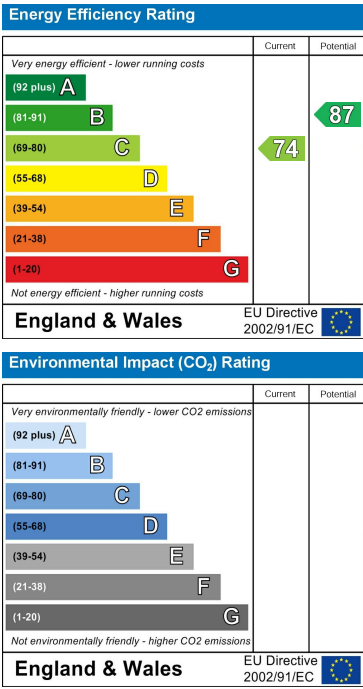 Energy Efficiency Rating
Current Potential
Very energy efficient - lower running costs
(92 plus) A
(81-91) B
87
(69-80) C
74
(55-68) D
(39-54) E
(21-38) F
(1-20) G
Not energy efficient - higher running costs
England & Wales
EU Directive
2002/91/EC
Environmental Impact (CO₂) Rating
Current Potential
Very environmentally friendly - lower CO2 emissions
(92 plus) A
(81-91) B
(69-80) C
(55-68) D
(39-54) E
(21-38) F
(1-20) G
Not environmentally friendly - higher CO2 emissions
England & Wales
EU Directive
2002/91/EC